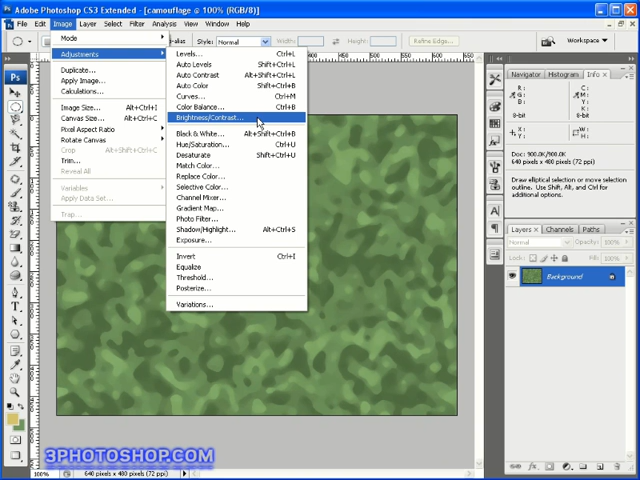 Adobe Photoshop CS3 Extended - [camouflage @ 100% (RGB/8)]
File Edit Image Layer Select Filter Analysis View Window Help
Style: Normal Width: Height: Refine Edge... Workspace
Mode
Adjustments
Duplicate...
Apply Image...
Calculations...
Image Size... Alt+Ctrl+I
Canvas Size... Alt+Ctrl+C
Pixel Aspect Ratio
Rotate Canvas
Crop
Trim...
Reveal All
Variables
Apply Data Set...
Trap...
Levels... Ctrl+L
Auto Levels Shift+Ctrl+L
Auto Contrast Alt+Shift+Ctrl+L
Auto Color Shift+Ctrl+B
Curves... Ctrl+M
Color Balance... Ctrl+B
Brightness/Contrast...
Black & White... Alt+Shift+Ctrl+B
Hue/Saturation... Ctrl+U
Desaturate Shift+Ctrl+U
Match Color...
Replace Color...
Selective Color...
Channel Mixer...
Gradient Map...
Photo Filter...
Shadow/Highlight...
Exposure...
Invert Ctrl+I
Equalize
Threshold...
Posterize...
Variations...
Navigator Histogram Info
R:
G:
B:
8-bit
C:
M:
Y:
K:
8-bit
X:
Y:
W:
H:
Doc: 900.0K/900.0K
640 pixels x 480 pixels (72 ppi)
Draw elliptical selection or move selection
outline. Use Shift, Alt, and Ctrl for
additional options.
Layers Channels Paths
Normal Opacity:
Lock: Fill: 100%
Background
3PHOTOSHOP.COM
100% 640 pixels x 480 pixels (72 ppi)